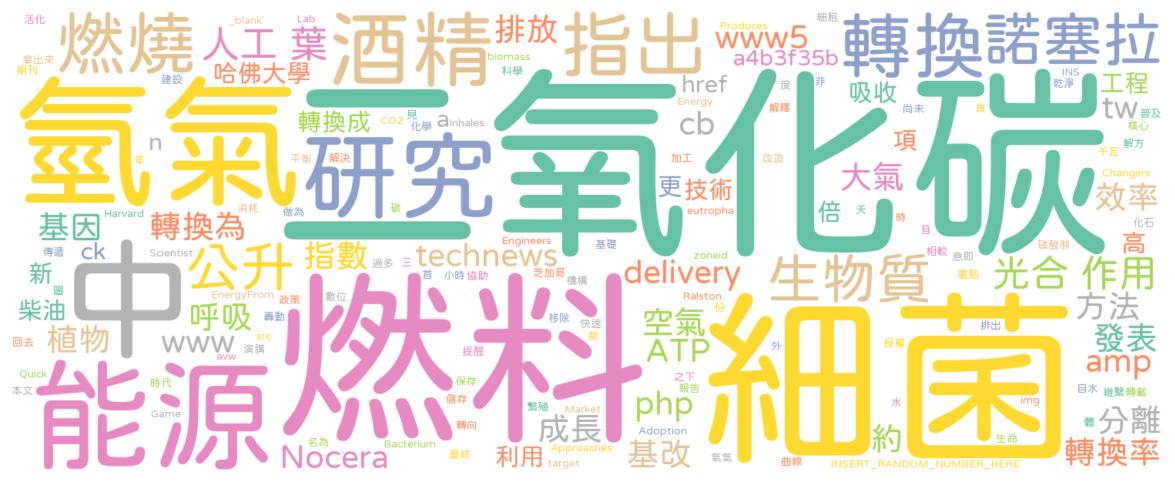 活化
_blank'
燃燒
人工 葉
Lab
酒精
排放
指出
www5
轉換
諾塞拉
細胞
Produces
拿出來
期刊
建設
哈佛大學
biomass
科學
a4b3f35b
href
度
非
吸收
INS
乾淨
工程
普及
氫氣
二氧化碳
轉換成
CO2
見
化學
a
Inhales
Energy
cb
解釋
尚未
食
tw
核心
n
年
平衡
解決
研究
加工
改造
項
解方
千瓦
大氣
Changers
更
技術
效率
消耗
做為
碳
eutropha
倍
天
時
苷
化石
基因
Harvard
轉換為
磷酸腺
高
傳遞
ck
Scientist
公升
指數
過多
三
technews
Engineers
基礎
zoneid
相較
意即
新
圖
中
EnergyFrom
數位
首
小時
協助
芝加哥
機構
delivery
Ralston
生物質
重點
光合 作用
柴油
政策
src
轟動
呼吸
燃料
移除
快速
款
份
空氣
細菌
排出
方法
植物
回去
www
avw
演講
提醒
之下
報告
ATP
外
授權
發表
Quick
本文
能源
時代
Game
保存
儲存
轉向
繁殖
Market
成長
Adoption
php
水
img
amp
自水
維繫
轉載
體
分離
名為
Nocera
Bacterium
最終
利用
Approaches
target
基改
氫氣
約
曲線
生命
INSERT_RANDOM_NUMBER_HERE'
轉換率